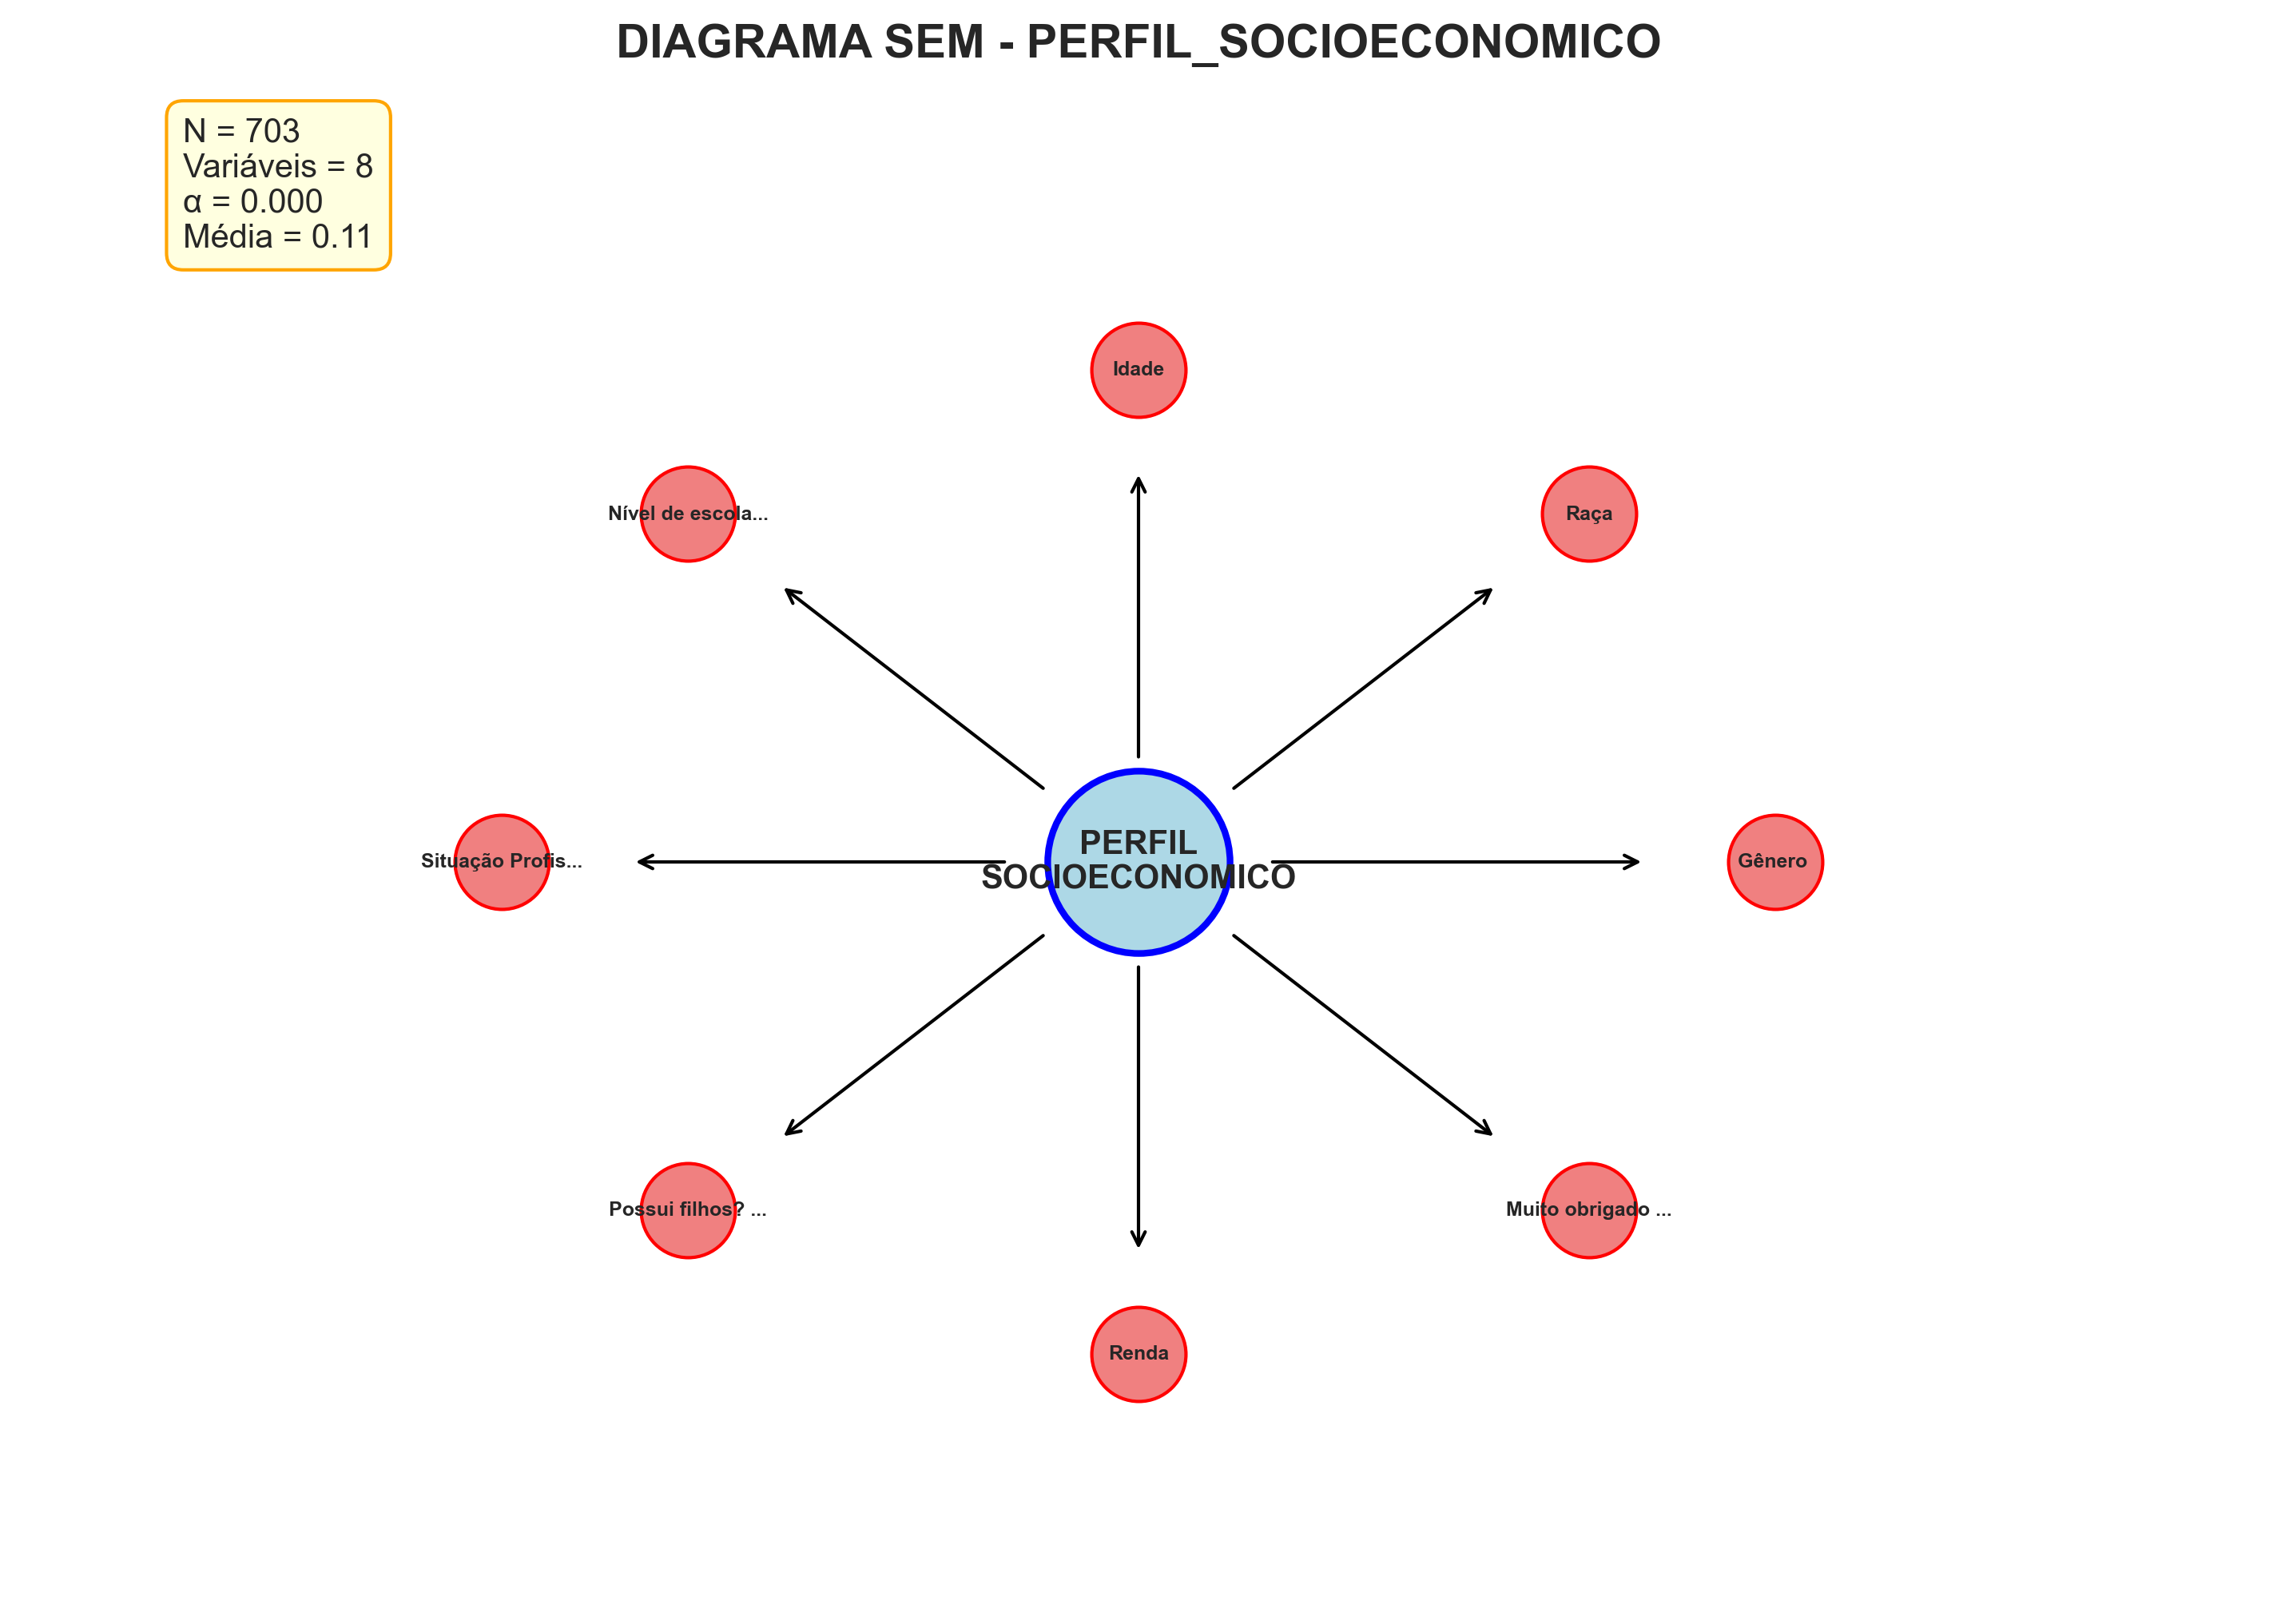 DIAGRAMA SEM - PERFIL_SOCIOECONOMICO
N = 703
Variáveis = 8
α = 0.000
Média = 0.11
Idade
Nível de escola...
Raça
Situação Profis...
PERFIL
SOCIOECONOMICO
Gênero
Possui filhos? ...
Muito obrigado ...
Renda